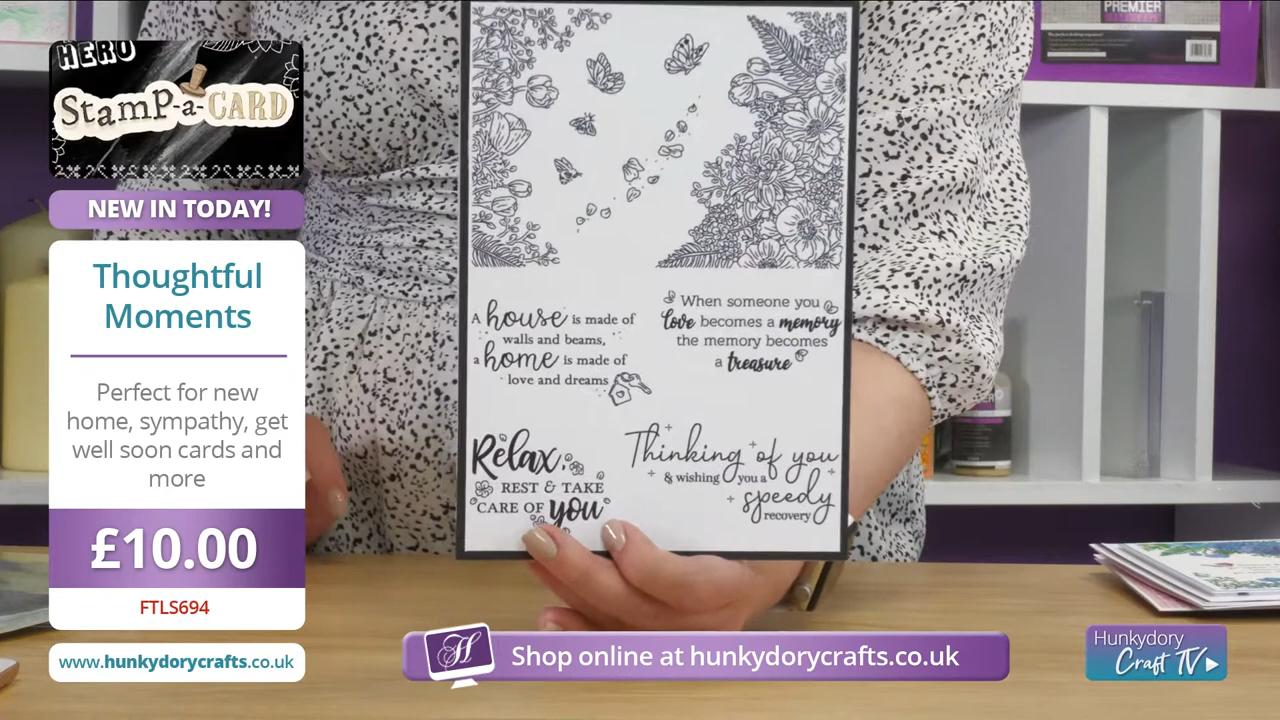 HERO
Stamp-a-CARD
NEW IN TODAY!
Thoughtful
Moments
Perfect for new
home, sympathy, get
well soon cards and
more
£10.00
FTLS694
www.hunkydorycrafts.co.uk
PREMIER
A house is made of
walls and beams,
a home is made of
love and dreams
When someone you
love becomes a memory
the memory becomes
a treasure
Relax,
REST & TAKE
CARE OF you
Thinking of you
& wishing you a
speedy
recovery
H
Shop online at hunkydorycrafts.co.uk
Hunkydory
Craft TV